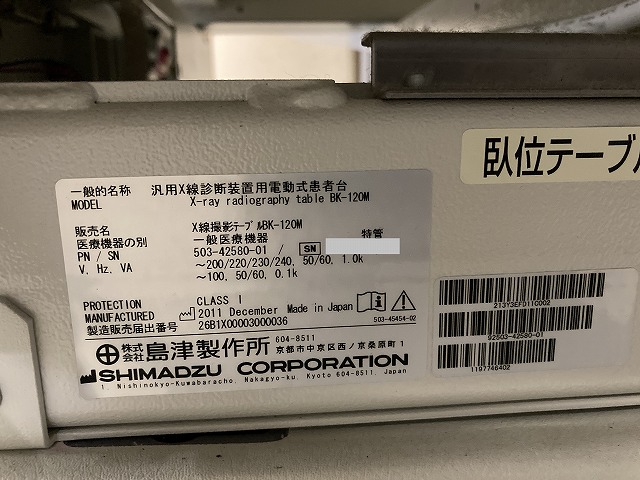 一般的名称 汎用X線診断装置用電動式患者台
MODEL X-ray radiography table BK-120M
販売名 X線撮影テーブルBK-120M
医療機器の別 一般医療機器 特管
PN / SN 503-42580-01 / SN
V, Hz, VA ~200/220/230/240, 50/60, 1.0k
~100, 50/60, 0.1k
PROTECTION CLASS I
MANUFACTURED 2011 December Made in Japan
製造販売届出番号 26B1X00003000036
503-45454-02
株式会社 島津製作所 604-8511
京都市中京区西ノ京桑原町1
SHIMADZU CORPORATION
1, Nishinokyo-Kuwabaracho, Nakagyo-ku, Kyoto 604-8511, Japan
臥位テーブル
213Y3EFD11C002
92503-42580-01
1197746402